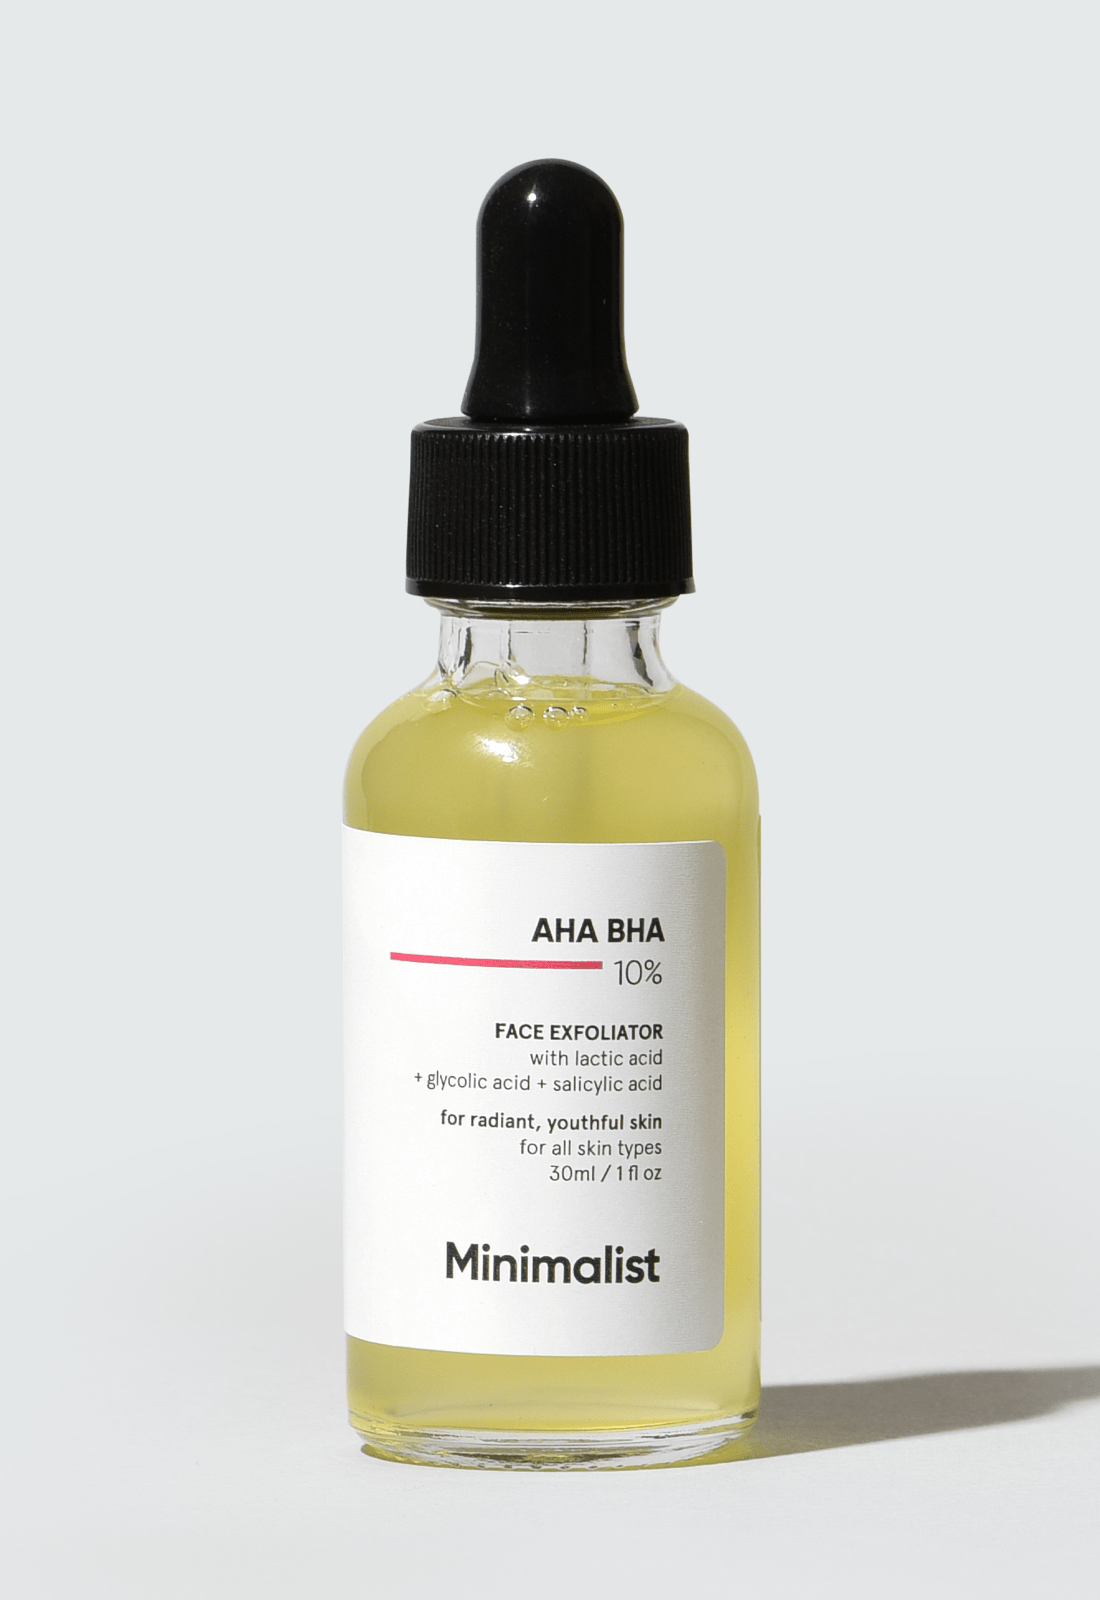 AHA BHA
10%
FACE EXFOLIATOR
with lactic acid
+ glycolic acid + salicylic acid
for radiant, youthful skin
for all skin types
30ml / 1 fl oz
Minimalist